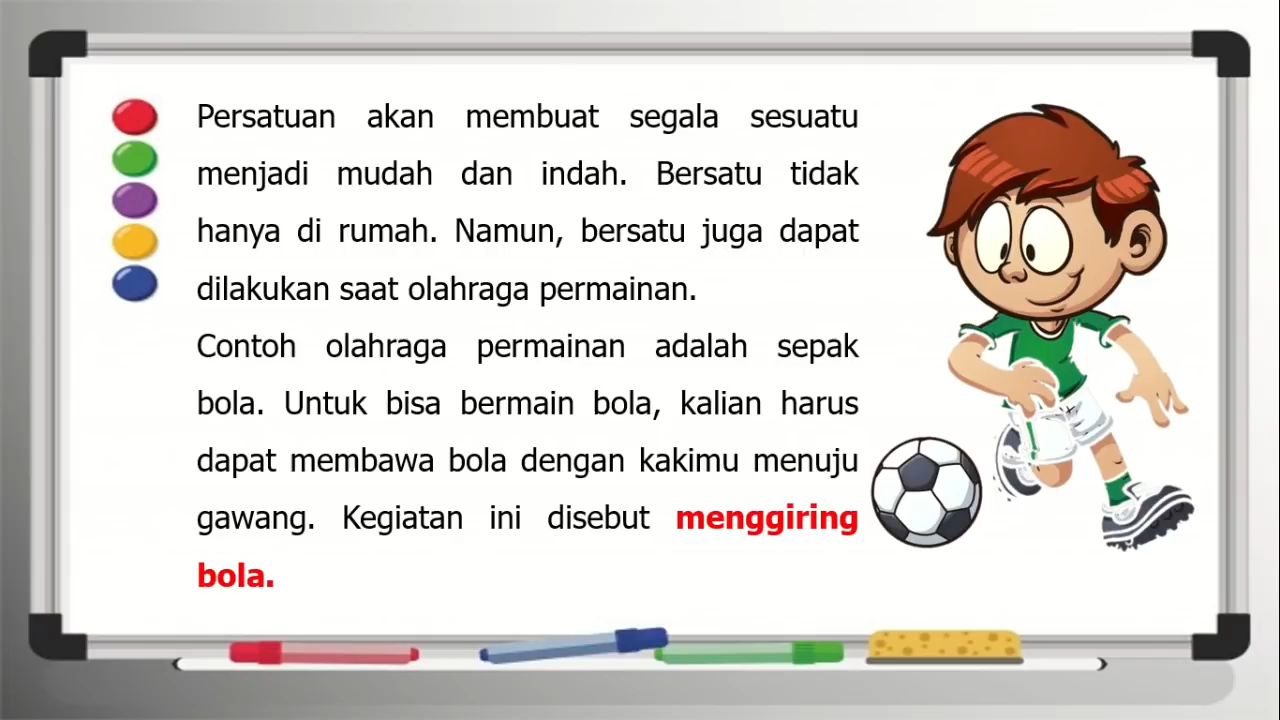 Persatuan akan membuat segala sesuatu
menjadi mudah dan indah. Bersatu tidak
hanya di rumah. Namun, bersatu juga dapat
dilakukan saat olahraga permainan.
Contoh olahraga permainan adalah sepak
bola. Untuk bisa bermain bola, kalian harus
dapat membawa bola dengan kakimu menuju
gawang. Kegiatan ini disebut menggiring
bola.